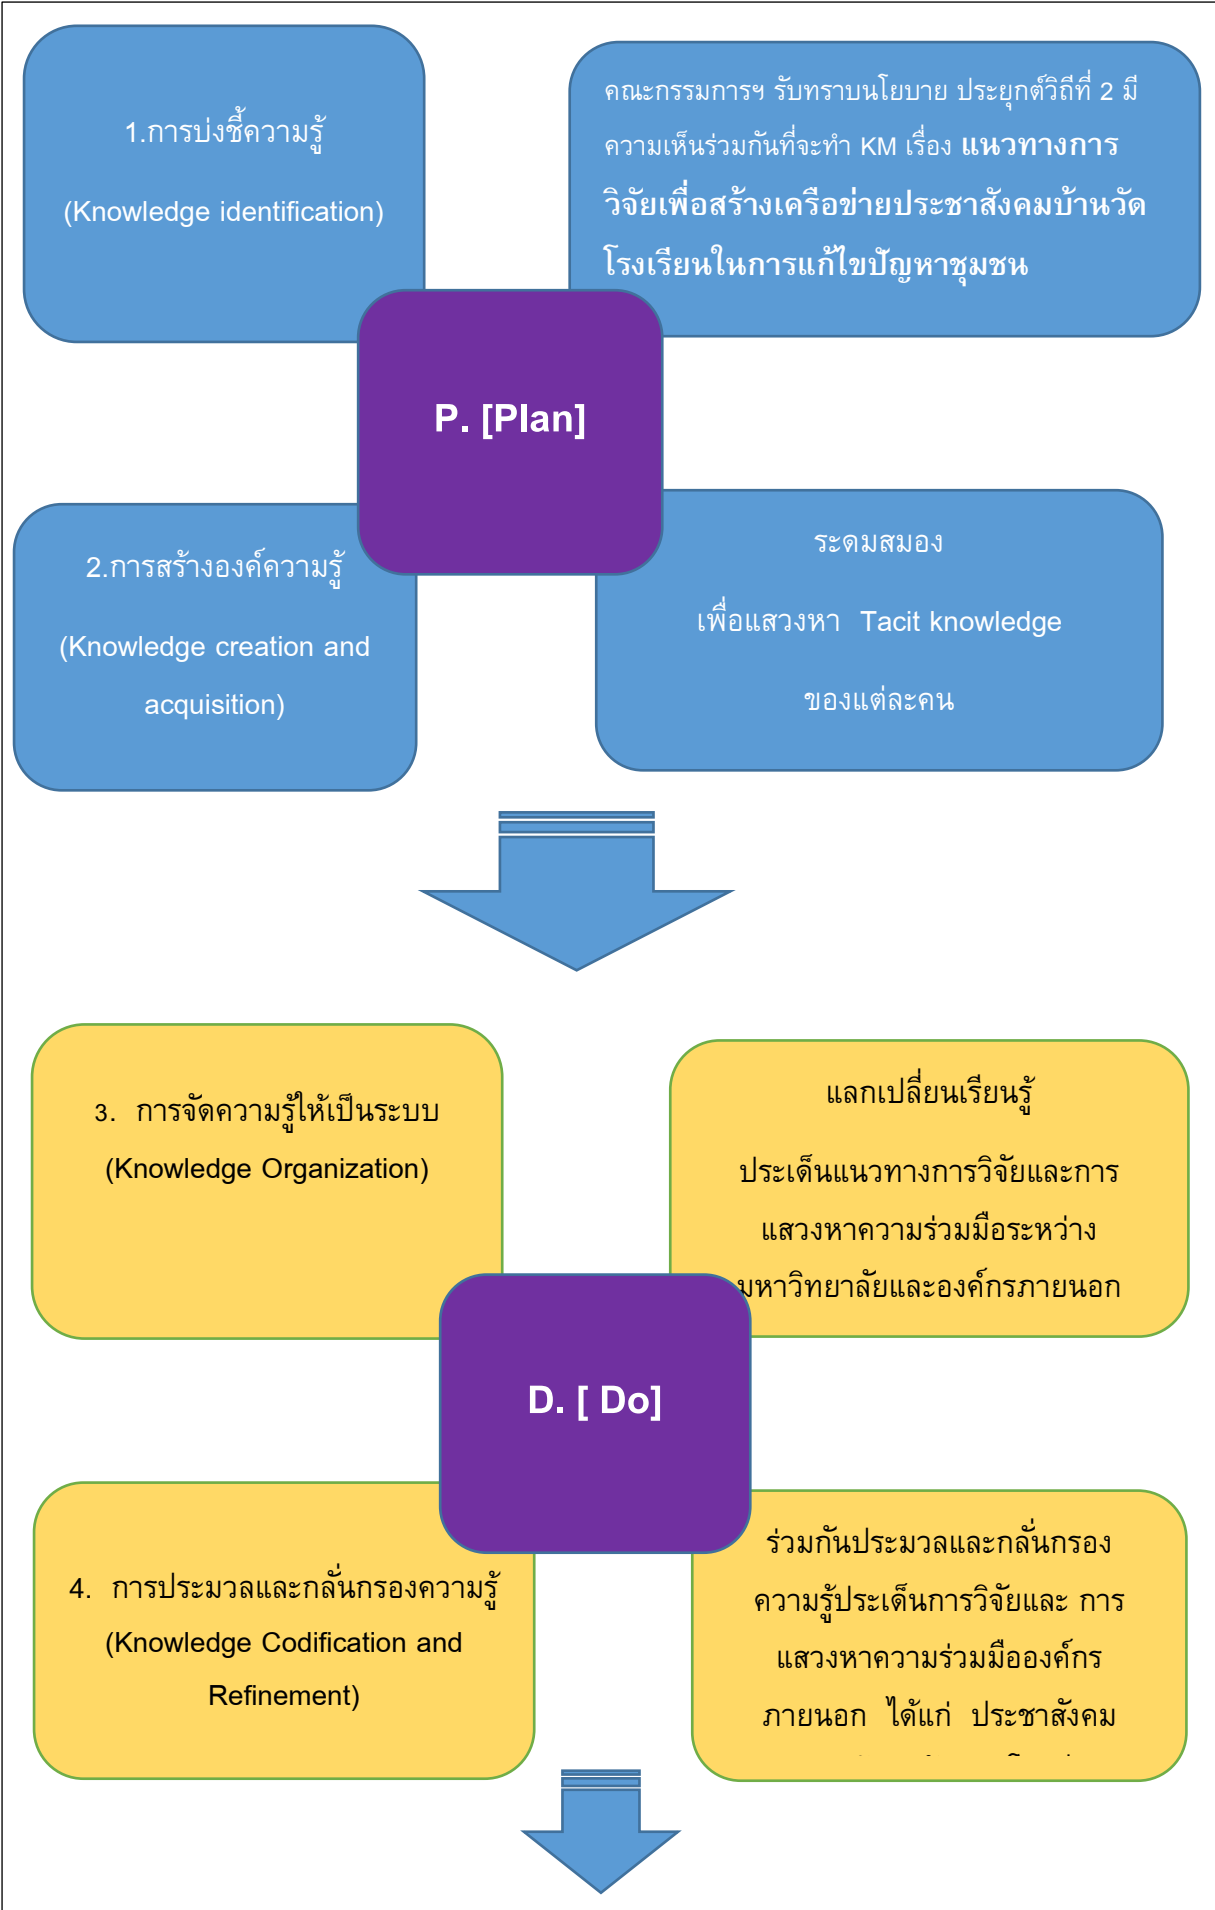 1.การบ่งชี้ความรู้
(Knowledge identification)
คณะกรรมการฯ รับทราบนโยบาย ประยุกต์วิถีที่ 2 มี
ความเห็นร่วมกันที่จะทำ KM เรื่อง แหวทางการ
วิจัยเพื่อสร้างเครือข่ายประชาสังคมบ้านวัด
โรงเรียนในการแก้ไขปัญหาชุมชน
P. [Plan]
2.การสร้างองค์ความรู้
(Knowledge creation and
acquisition)
ระดมสมอง
เพื่อแสวงหา Tacit knowledge
ของแต่ละคน
3. การจัดความรู้ให้เป็นระบบ
(Knowledge Organization)
แลกเปลี่ยนเรียนรู้
ประเด็นแนวทางการวิจัยและการ
แสวงหาความร่วมมือระหว่าง
มหาวิทยาลัยและองค์กรภายนอก
D. [ Do]
4. การประมวลและกลั่นกรองความรู้
(Knowledge Codification and
Refinement)
ร่วมกันประมวลและกลั่นกรอง
ความรู้ประเด็นการวิจัยและ การ
แสวงหาความร่วมมือองค์กร
ภายนอก ได้แก่ ประชาสังคม